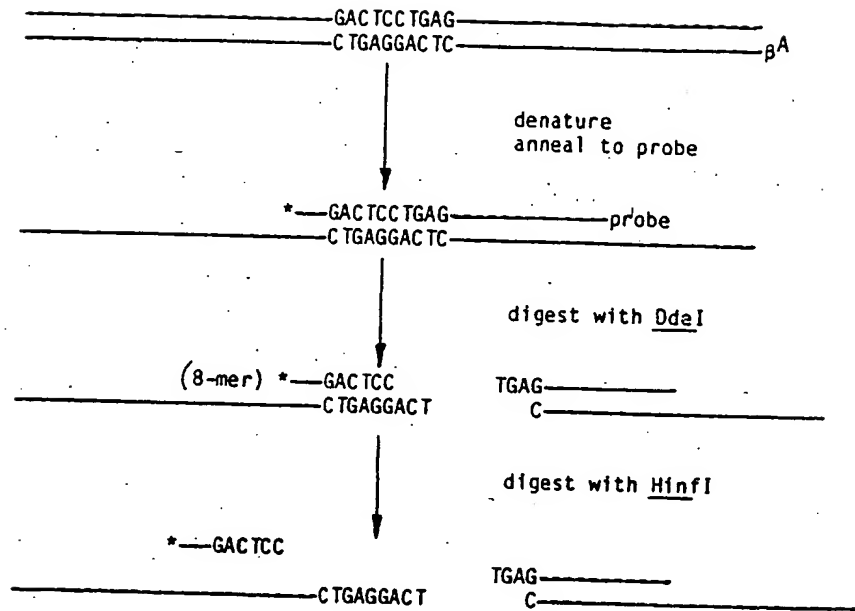 GACTCCTGAG
CTGAGGACTC βA
denature
anneal to probe
*—GACTCCTGAG—probe
CTGAGGACTC
digest with DdeI
(8-mer) *—GACTCC TGAG
CTGAGGACT C
digest with HinfI
*—GACTCC TGAG
CTGAGGACT C